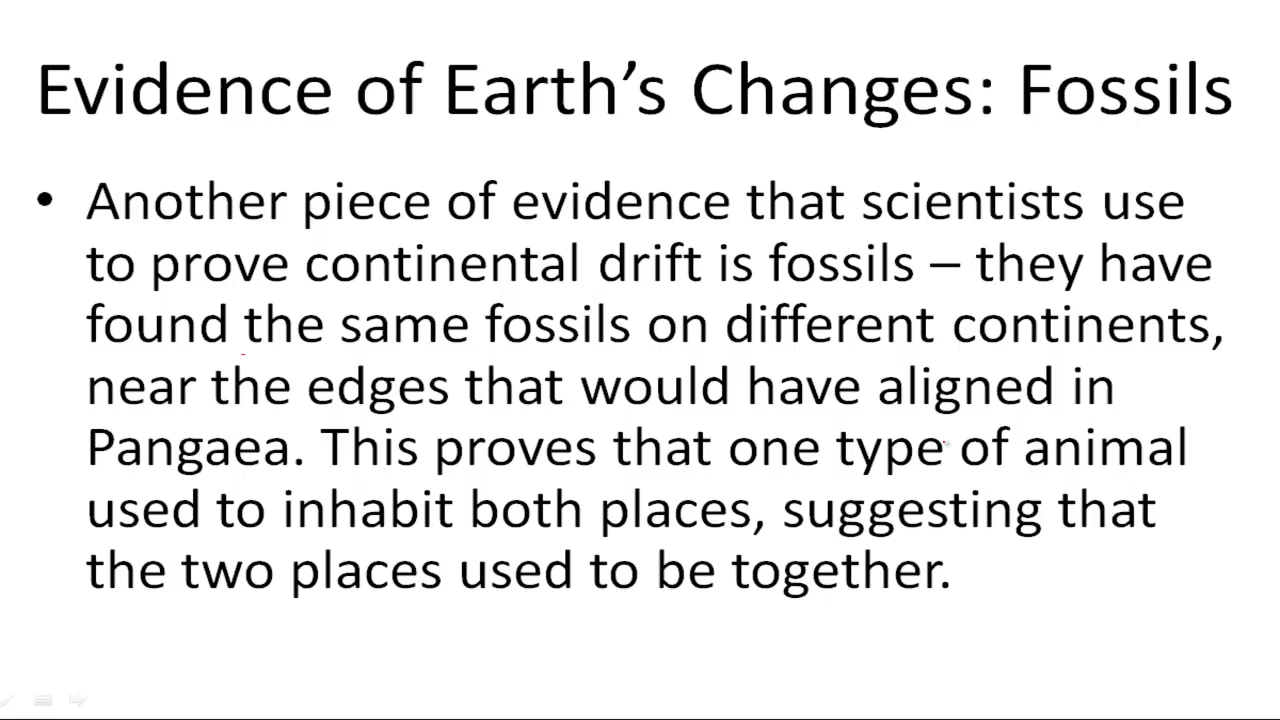 Evidence of Earth’s Changes: Fossils
• Another piece of evidence that scientists use
to prove continental drift is fossils – they have
found the same fossils on different continents,
near the edges that would have aligned in
Pangaea. This proves that one type of animal
used to inhabit both places, suggesting that
the two places used to be together.